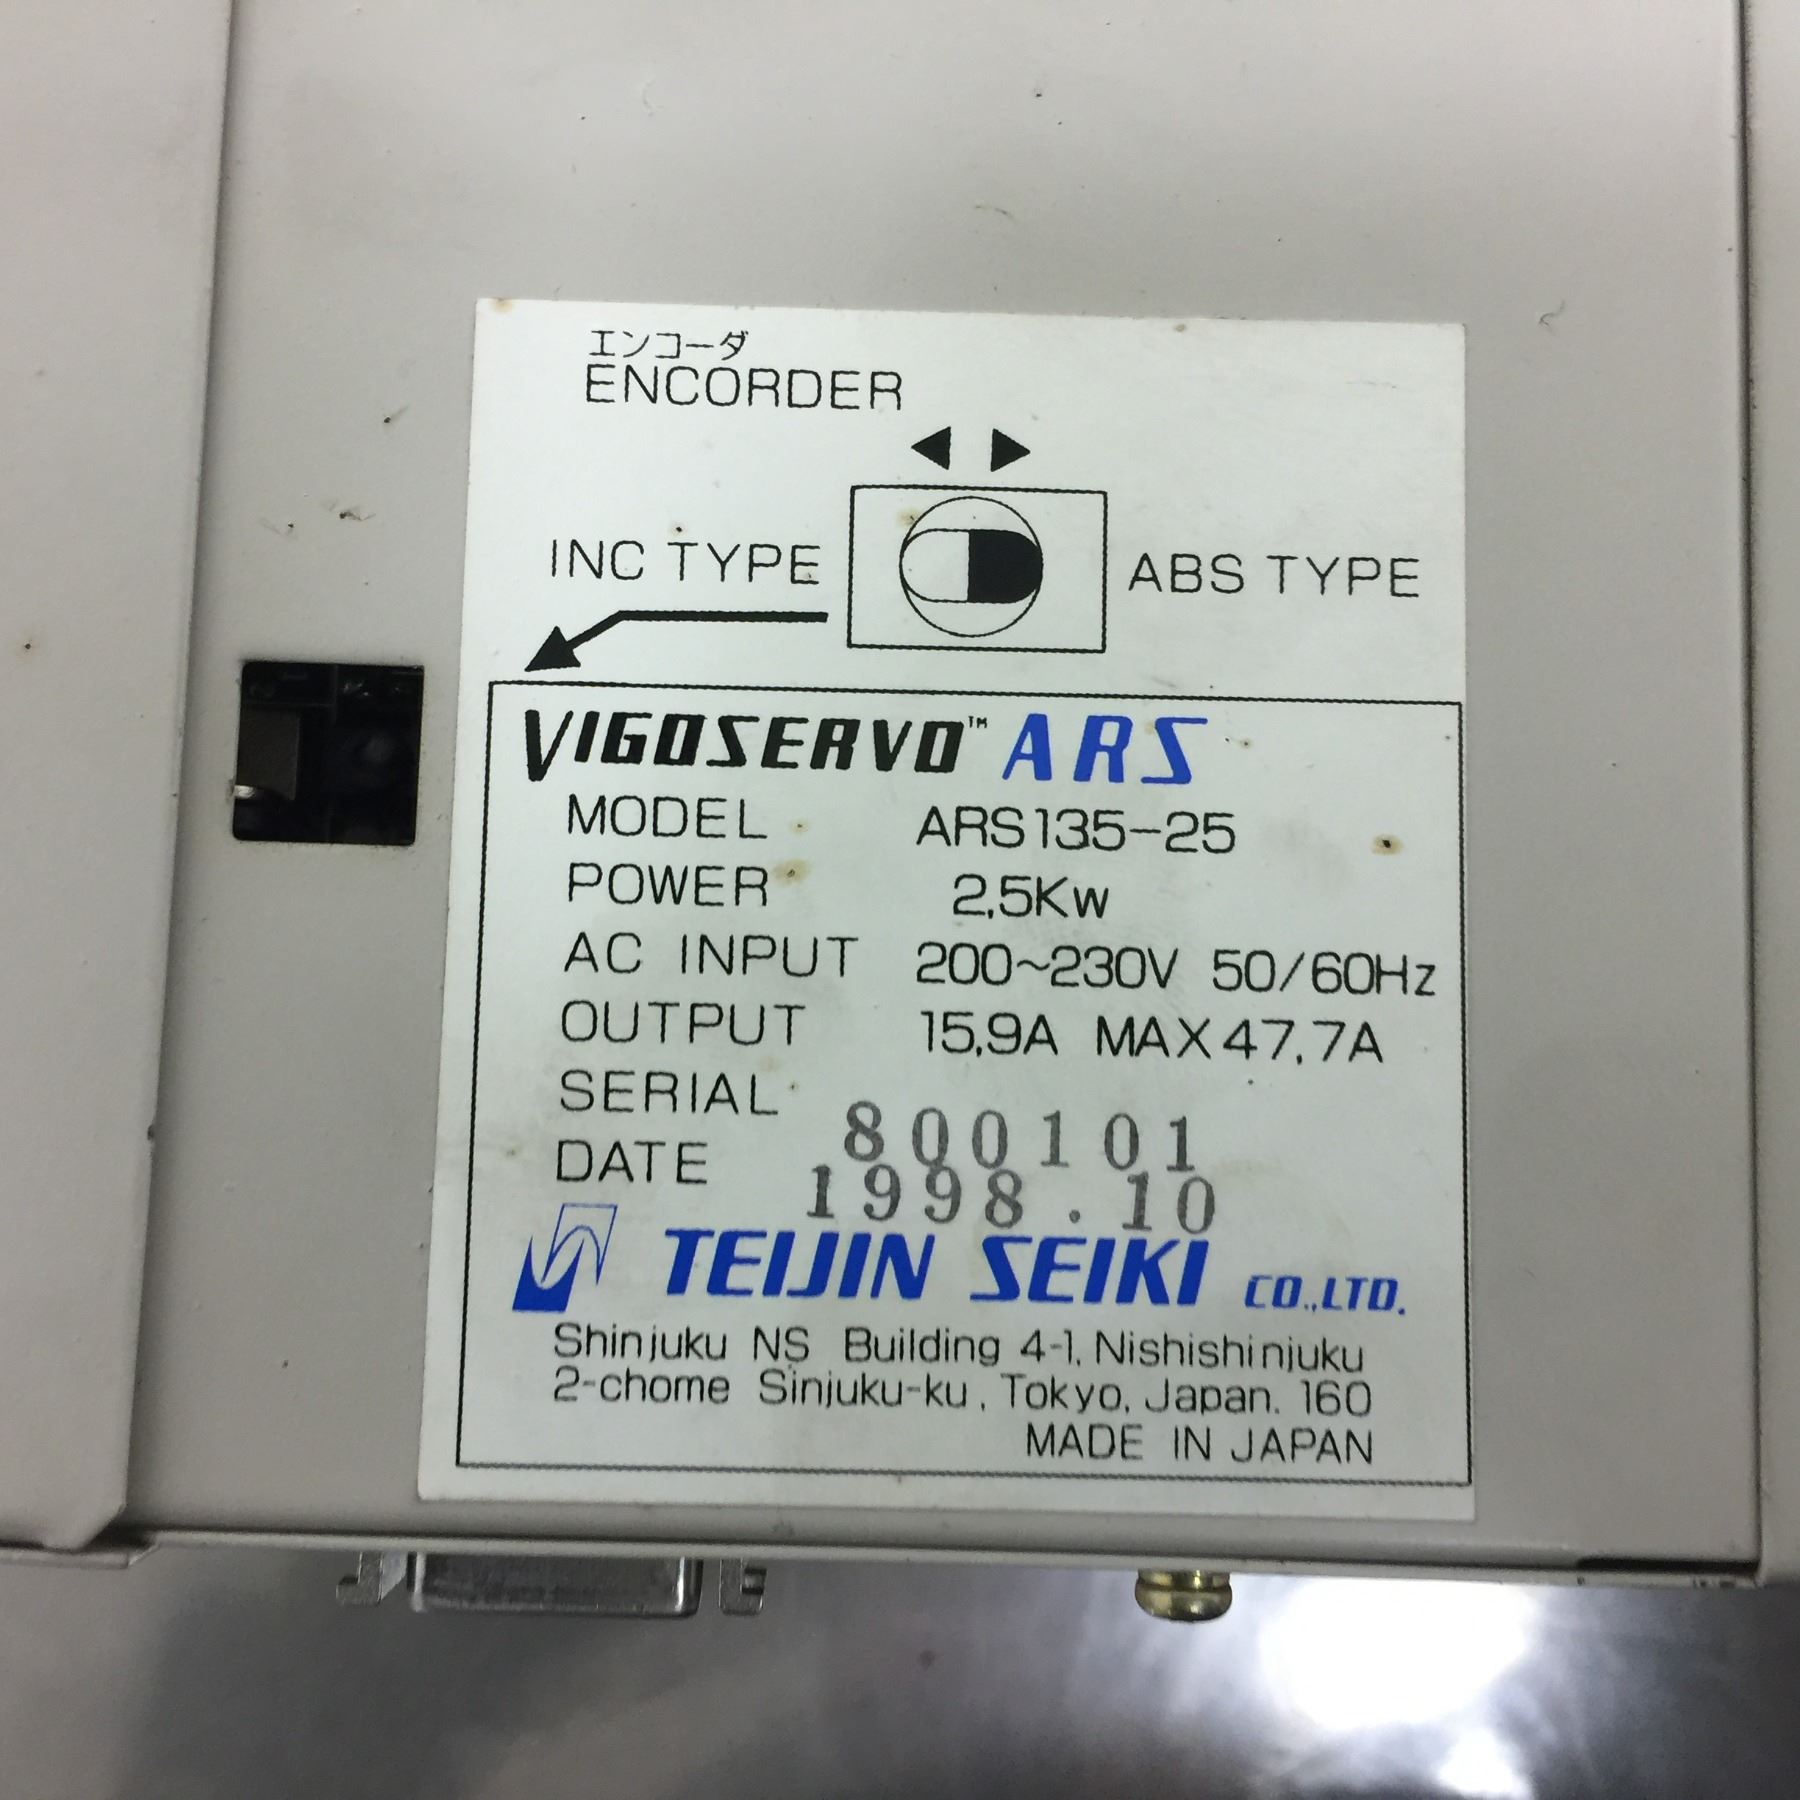 エンコーダ
ENCORDER
INC TYPE
ABS TYPE
VIGOSERVO™ ARS
MODEL ARS135-25
POWER 2.5Kw
AC INPUT 200~230V 50/60Hz
OUTPUT 15.9A MAX 47.7A
SERIAL 800101
DATE 1998.10
TEIJIN SEIKI CO.,LTD.
Shinjuku NS Building 4-1, Nishishinjuku
2-chome Sinjuku-ku, Tokyo, Japan. 160
MADE IN JAPAN